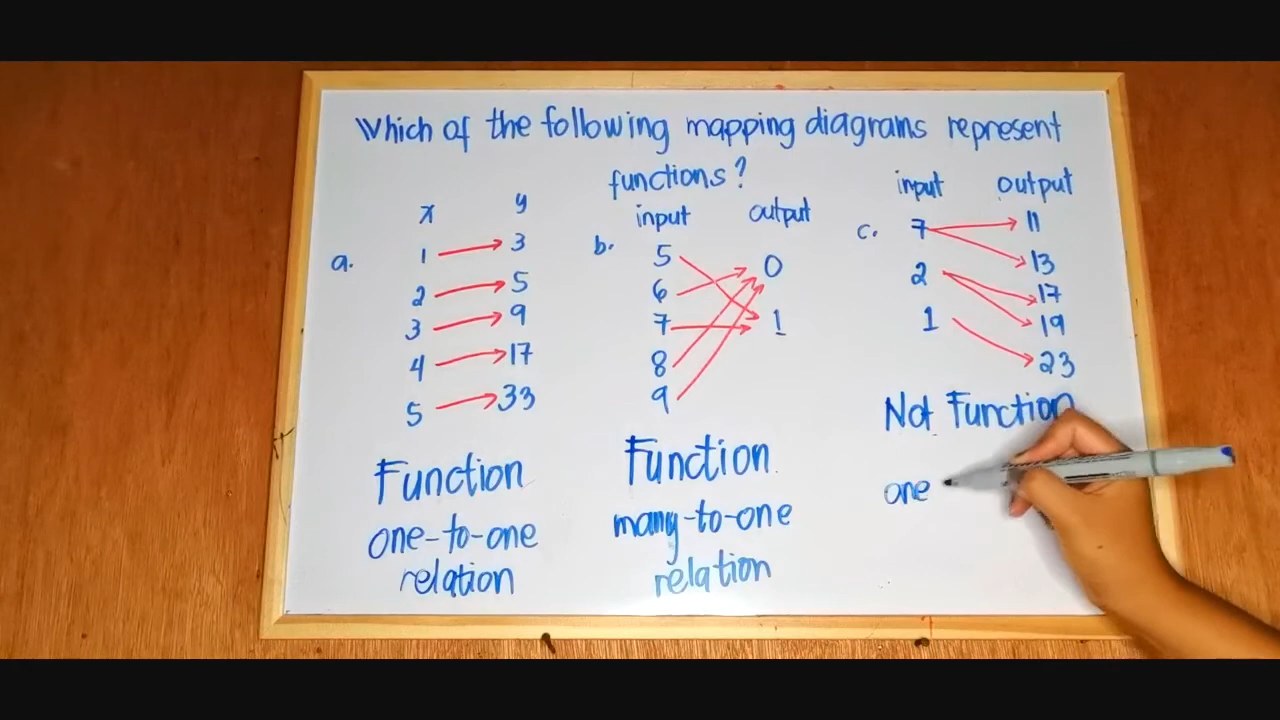 Which of the following mapping diagrams represent
functions?
a.
x y
1 3
2 5
3 9
4 17
5 33
Function
one-to-one
relation
b.
input output
5 0
6 1
7
8
9
Function
many-to-one
relation
c.
input output
7 11
2 13
1 17
19
23
Not Function
one